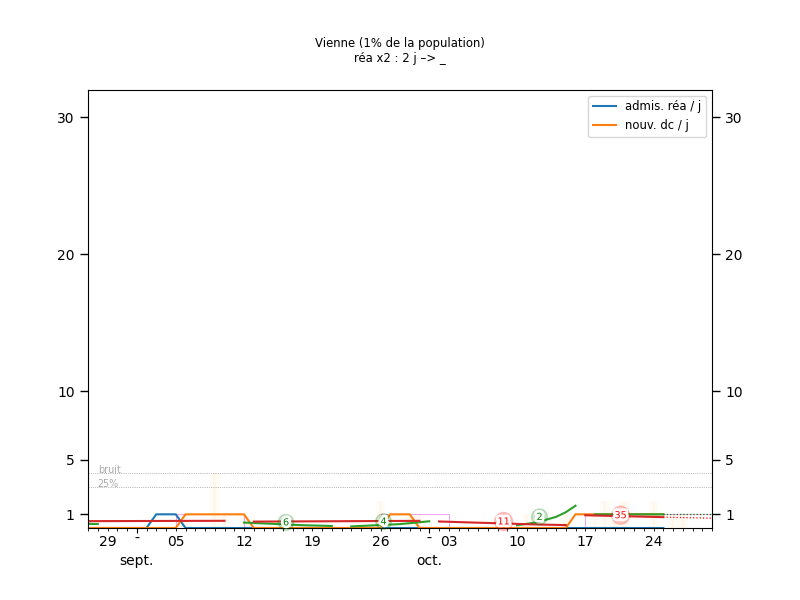 Vienne (1% de la population)
réa x2 : 2 j –> _
admis. réa / j
nouv. dc / j
30
30
20
20
10
10
5
5
bruit
25%
1
1
6
4
11
2
35
29 - 05 12 19 26 - 03 10 17 24
sept. oct.